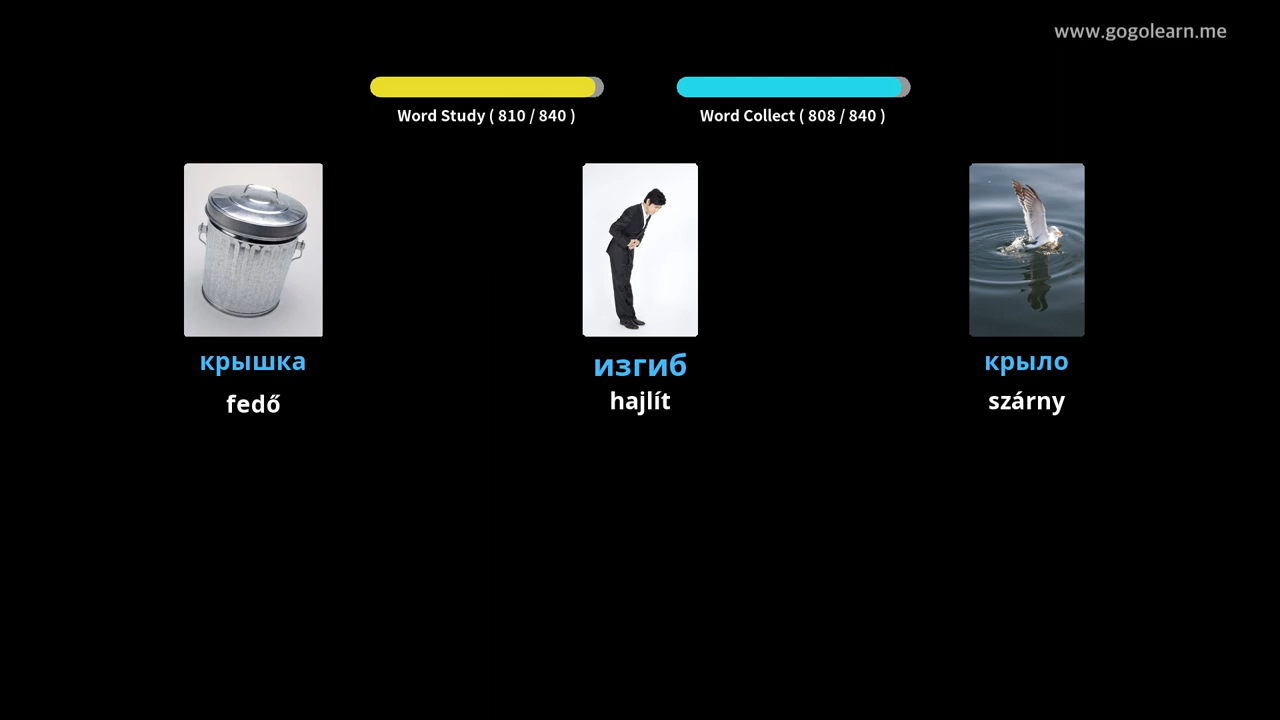 www.gogolearn.me
Word Study ( 810 / 840 )
Word Collect ( 808 / 840 )
крышка
изгиб
крыло
fedő
hajlít
szárny